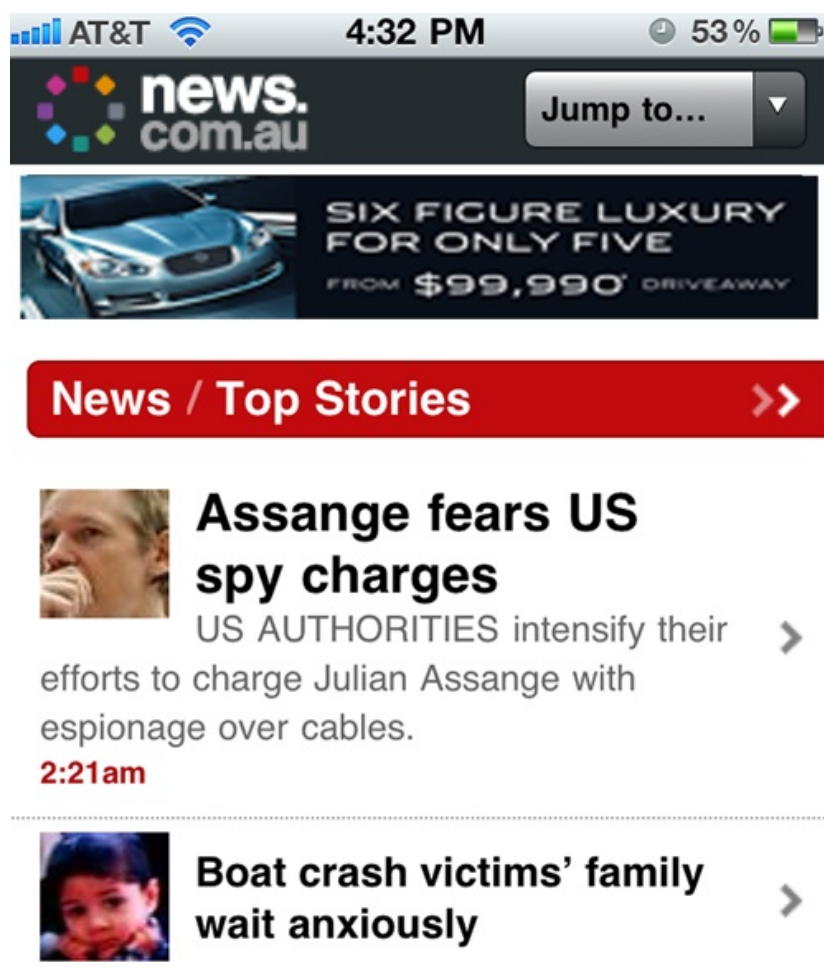 AT&T 4:32 PM 53%
news.
com.au
Jump to...
SIX FIGURE LUXURY
FOR ONLY FIVE
FROM $99,990* DRIVEAWAY
News / Top Stories
Assange fears US
spy charges
US AUTHORITIES intensify their
efforts to charge Julian Assange with
espionage over cables.
2:21am
Boat crash victims’ family
wait anxiously